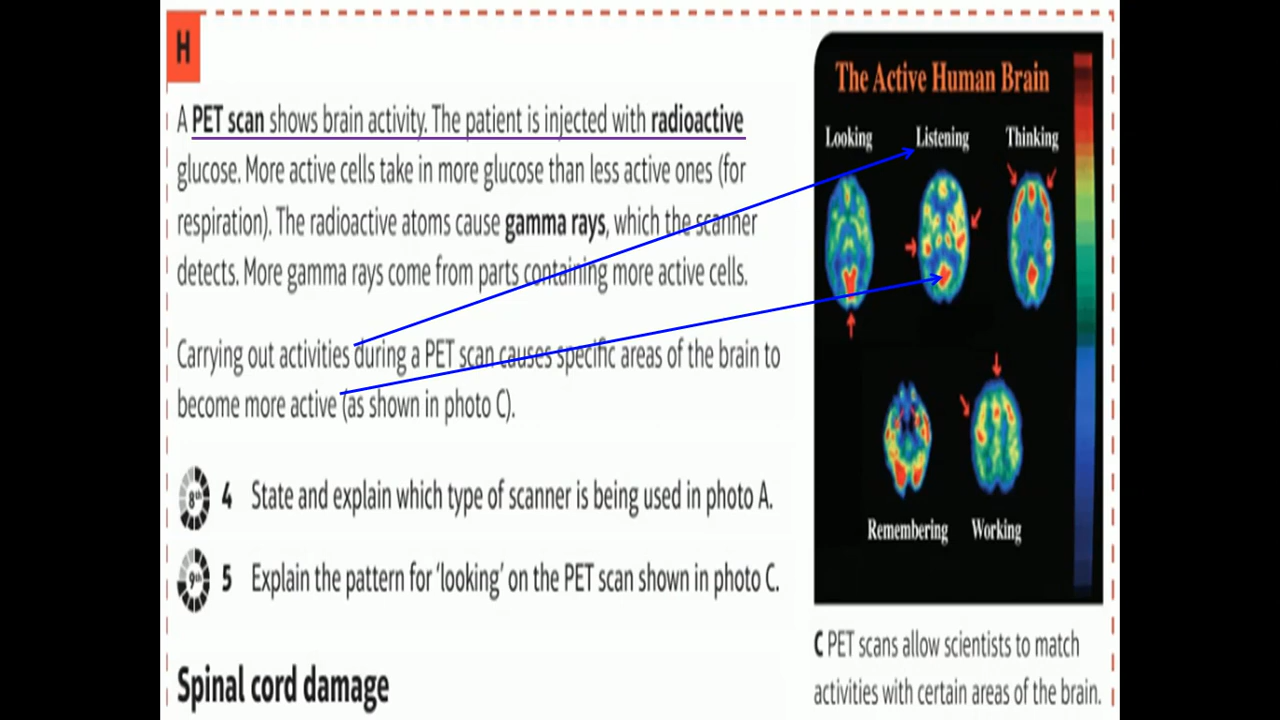 H
A PET scan shows brain activity. The patient is injected with radioactive
glucose. More active cells take in more glucose than less active ones (for
respiration). The radioactive atoms cause gamma rays, which the scanner
detects. More gamma rays come from parts containing more active cells.
Carrying out activities during a PET scan causes specific areas of the brain to
become more active (as shown in photo C).
8th 4 State and explain which type of scanner is being used in photo A.
9th 5 Explain the pattern for ‘looking’ on the PET scan shown in photo C.
Spinal cord damage
The Active Human Brain
Looking Listening Thinking
Remembering Working
C PET scans allow scientists to match
activities with certain areas of the brain.